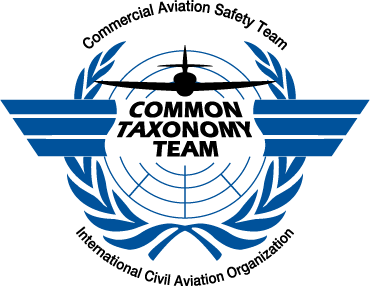 Commercial Aviation Safety Team
COMMON
TAXONOMY
TEAM
International Civil Aviation Organization